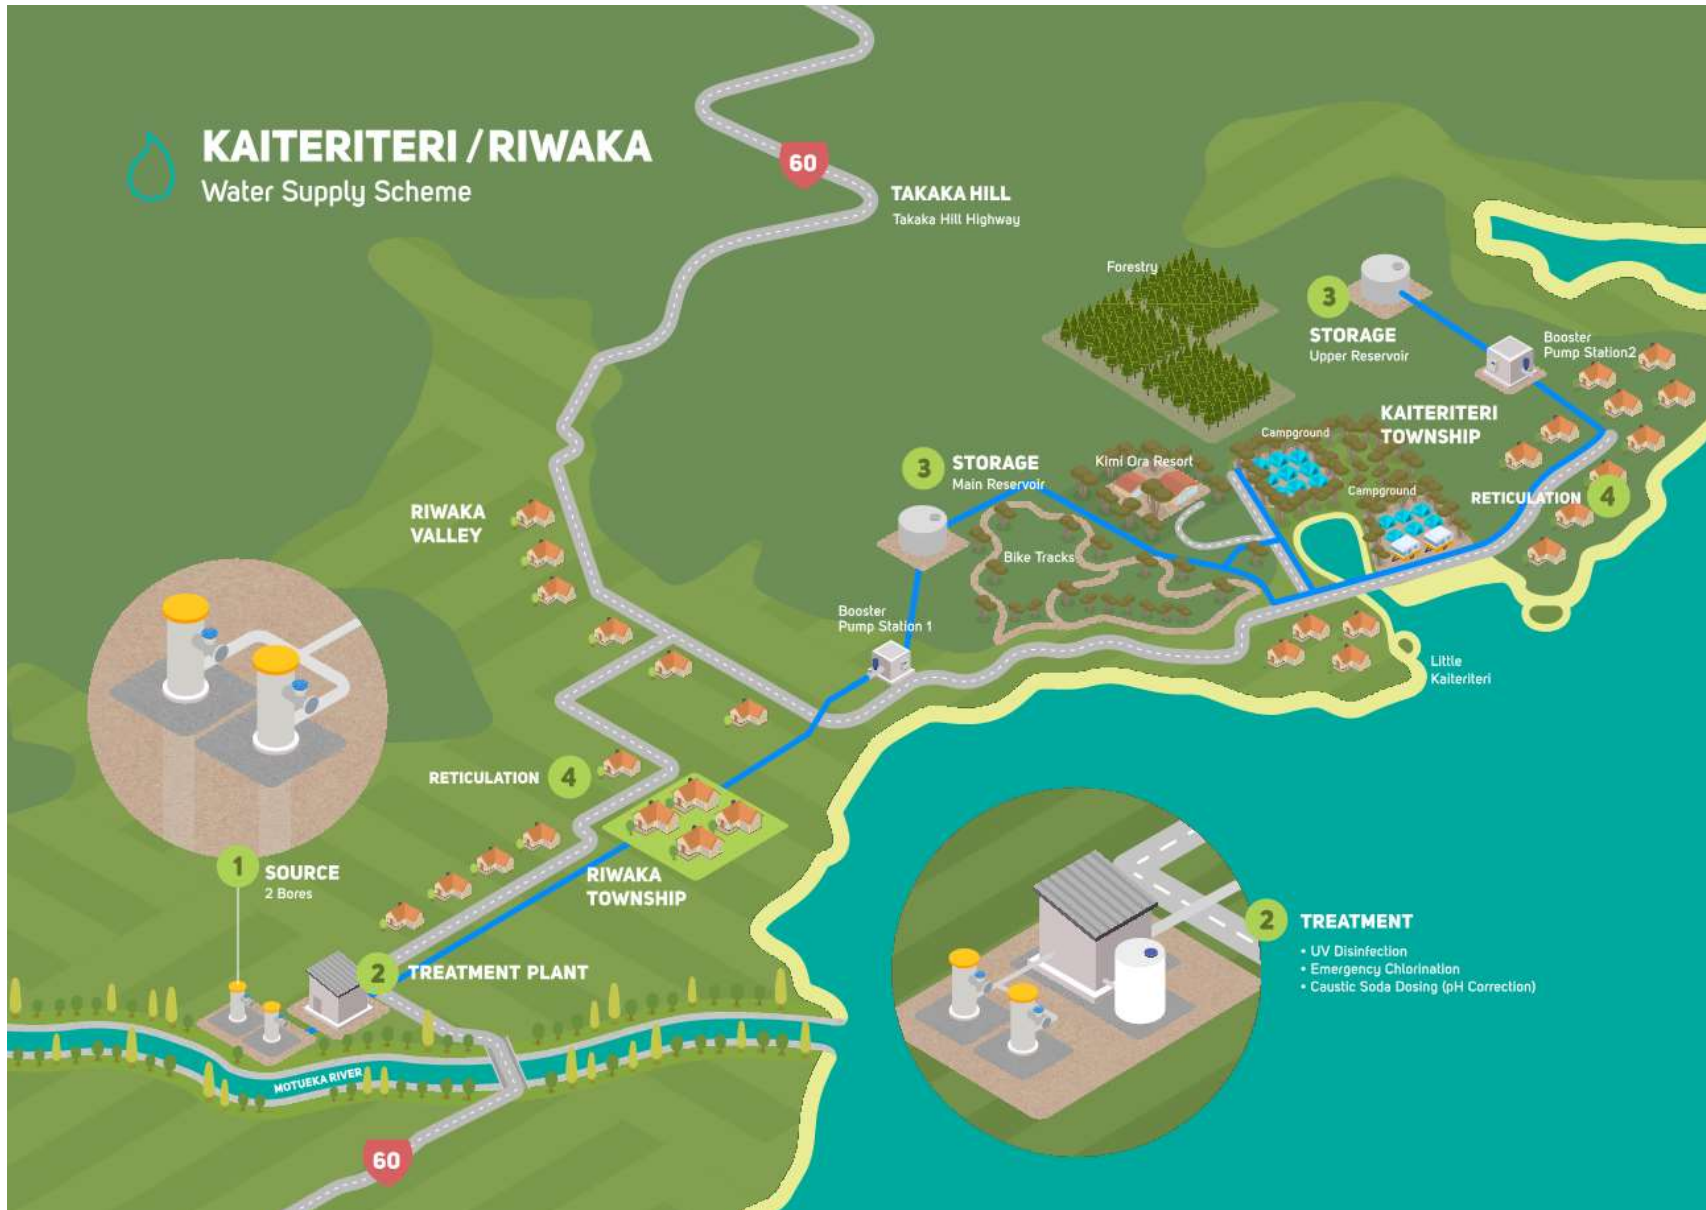 KAITERITERI / RIWAKA
Water Supply Scheme
60
TAKAKA HILL
Takaka Hill Highway
Forestry
3
STORAGE
Upper Reservoir
Booster
Pump Station2
KAITERITERI
TOWNSHIP
Campground
3
STORAGE
Main Reservoir
Kimi Ora Resort
Campground
RETICULATION 4
RIWAKA
VALLEY
Bike Tracks
Booster
Pump Station 1
Little
Kaiteriteri
RETICULATION 4
1
SOURCE
2 Bores
RIWAKA
TOWNSHIP
2 TREATMENT PLANT
2 TREATMENT
• UV Disinfection
• Emergency Chlorination
• Caustic Soda Dosing (pH Correction)
MOTUEKA RIVER
60